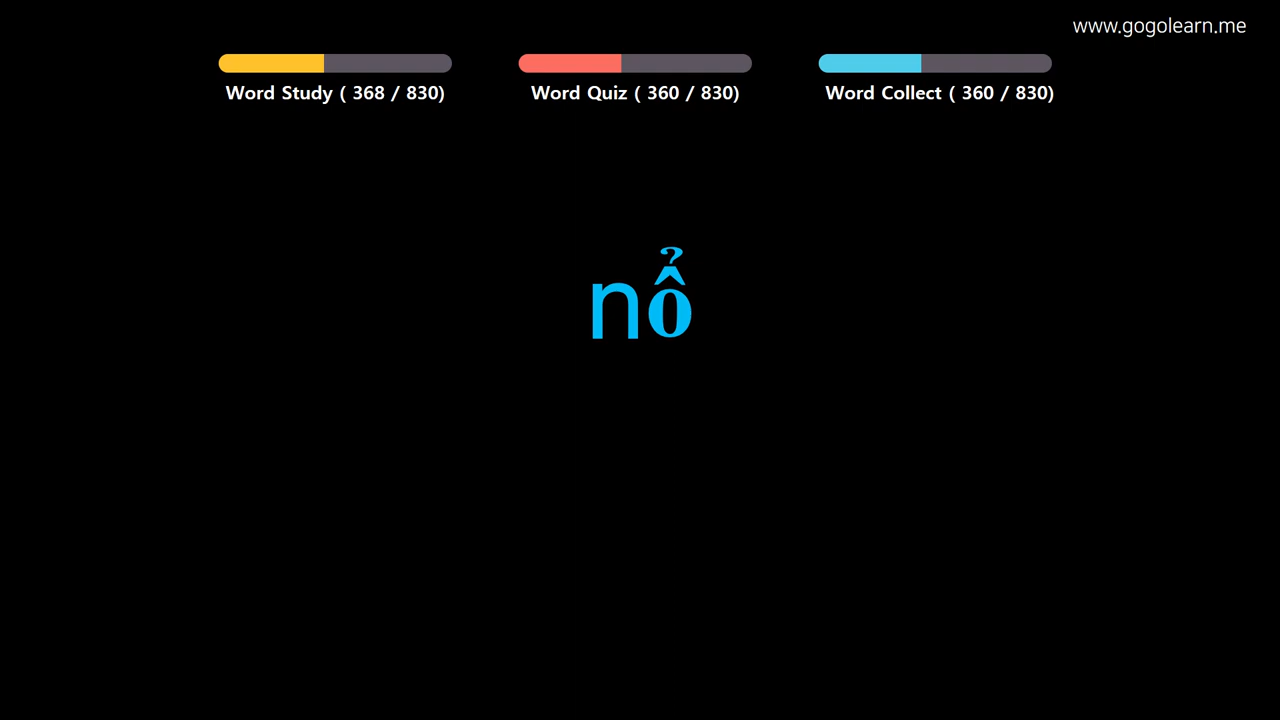 www.gogolearn.me
Word Study ( 368 / 830)
Word Quiz ( 360 / 830)
Word Collect ( 360 / 830)
nổ